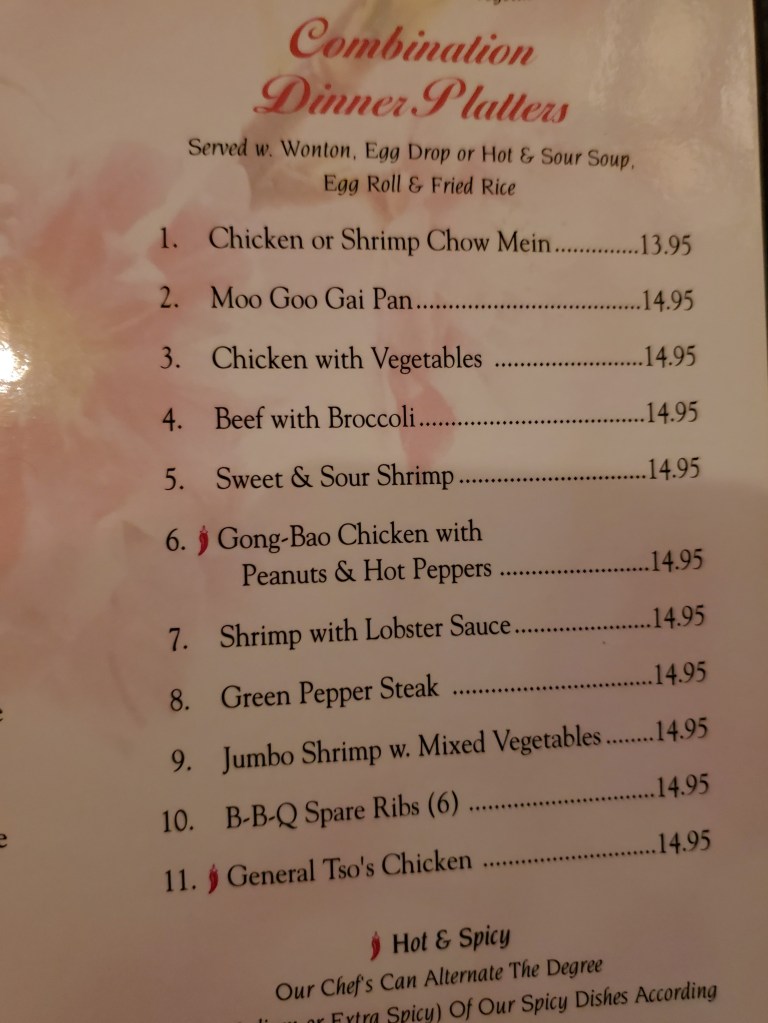 Combination
Dinner Platters
Served w. Wonton, Egg Drop or Hot & Sour Soup,
Egg Roll & Fried Rice
1. Chicken or Shrimp Chow Mein..............13.95
2. Moo Goo Gai Pan......................................14.95
3. Chicken with Vegetables .........................14.95
4. Beef with Broccoli......................................14.95
5. Sweet & Sour Shrimp................................14.95
6. Gong-Bao Chicken with
Peanuts & Hot Peppers .........................14.95
7. Shrimp with Lobster Sauce.......................14.95
8. Green Pepper Steak ..................................14.95
9. Jumbo Shrimp w. Mixed Vegetables........14.95
10. B-B-Q Spare Ribs (6) ...............................14.95
11. General Tso's Chicken .............................14.95
Hot & Spicy
Our Chef's Can Alternate The Degree
or Extra Spicy) Of Our Spicy Dishes According